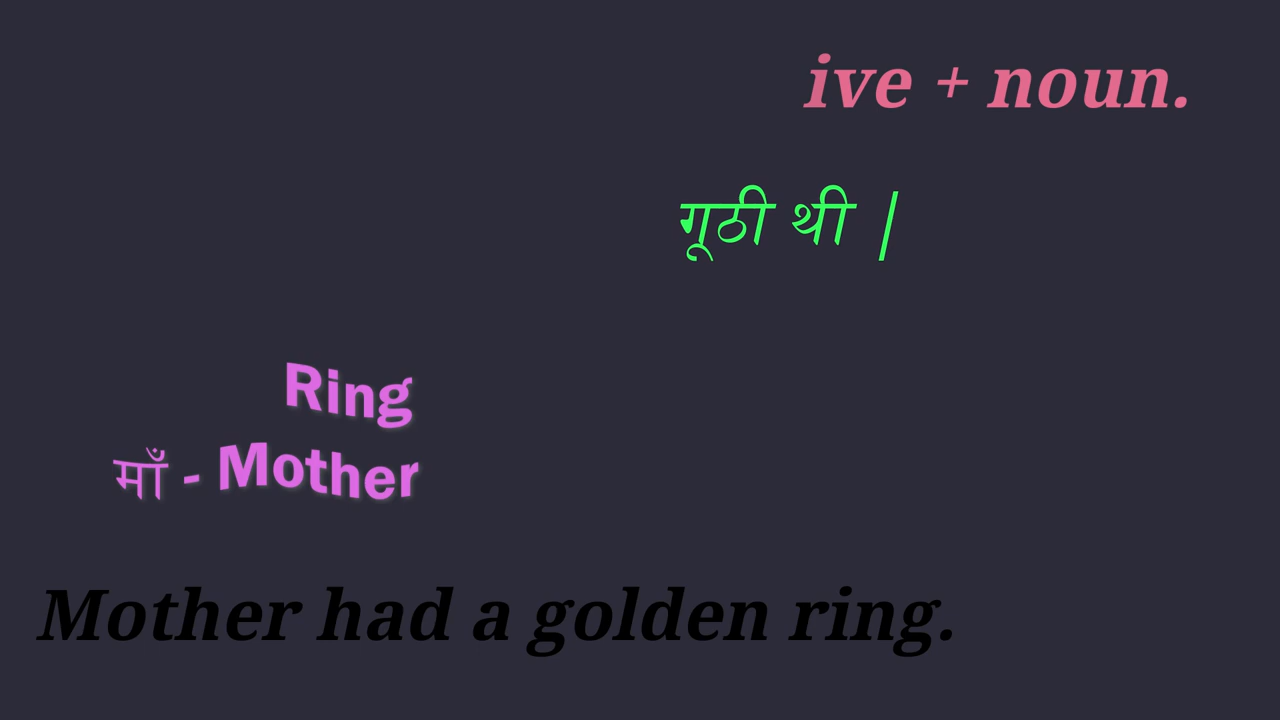 ive + noun.
गूठी थी |
Ring
माँ - Mother
Mother had a golden ring.